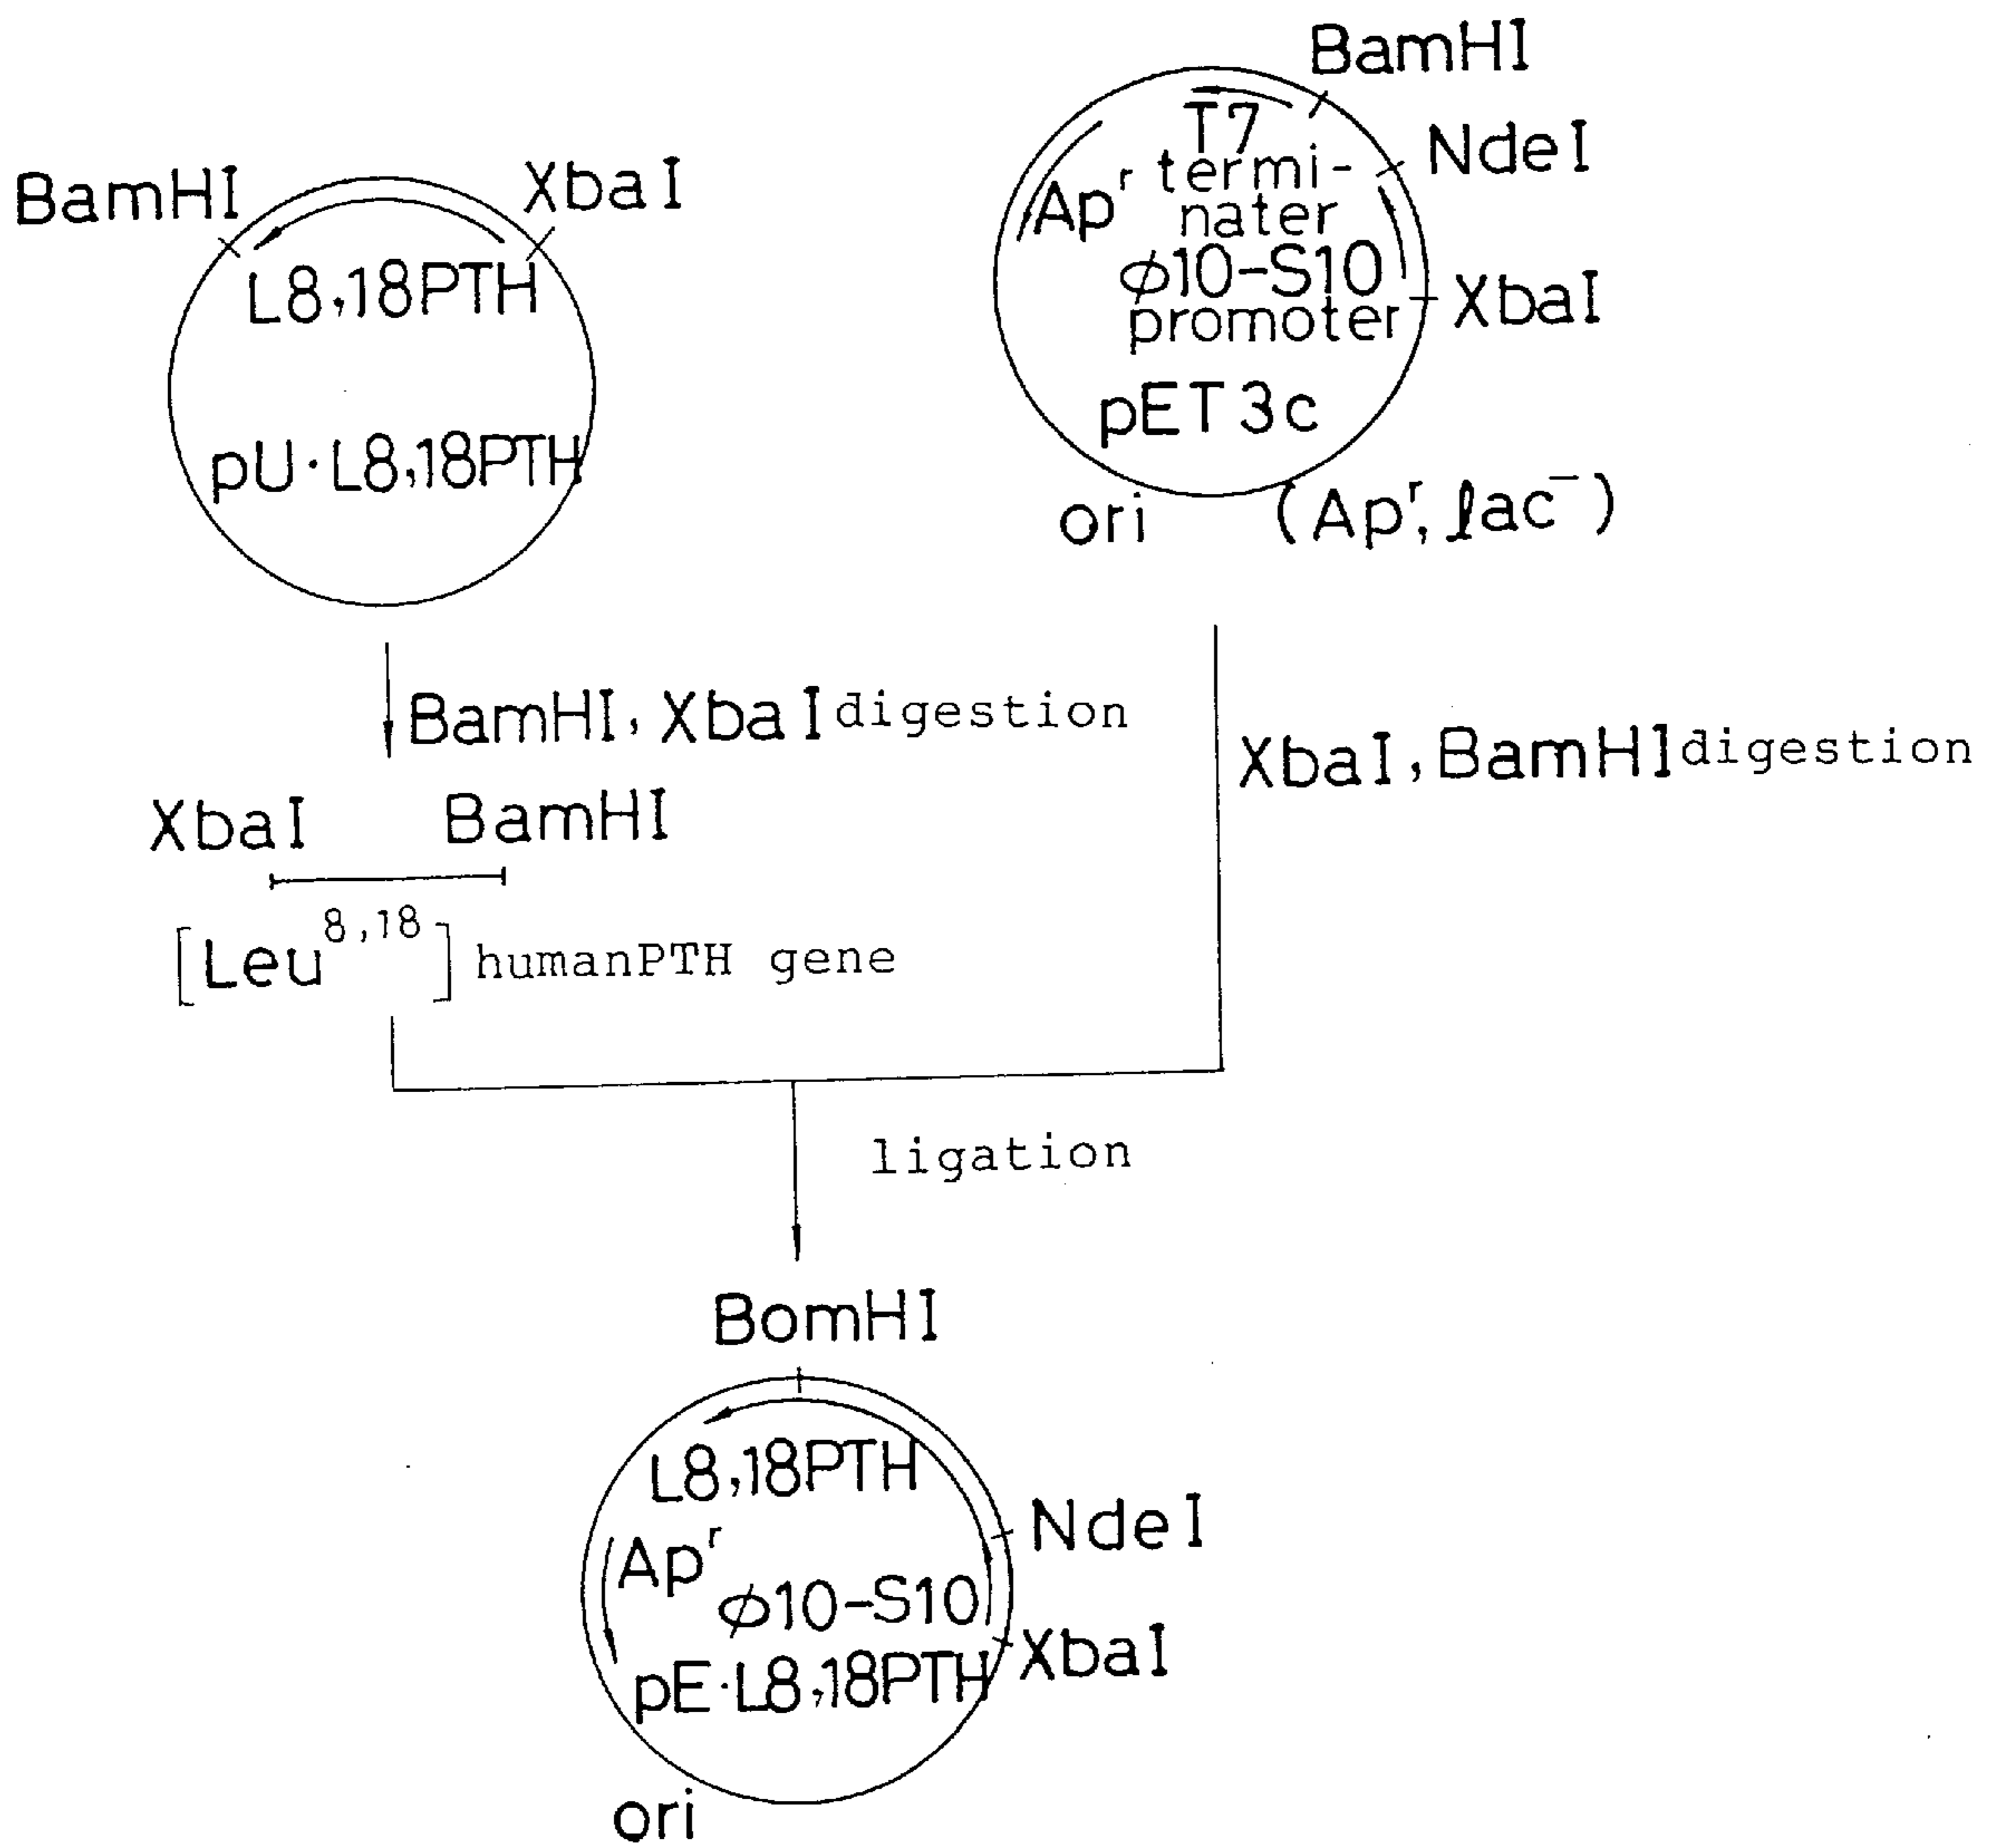 BamHI
XbaI
L8,18PTH
pU·L8,18PTH
BamHI
NdeI
XbaI
T7
termi-
nater
Apʳ
φ10-S10
promoter
pET3c
ori
(Apʳ, lac⁻)
BamHI, XbaI digestion
XbaI, BamHI digestion
XbaI BamHI
[Leu⁸,¹⁸] humanPTH gene
ligation
BomHI
L8,18PTH
NdeI
Apʳ
φ10-S10
XbaI
pE·L8,18PTH
ori